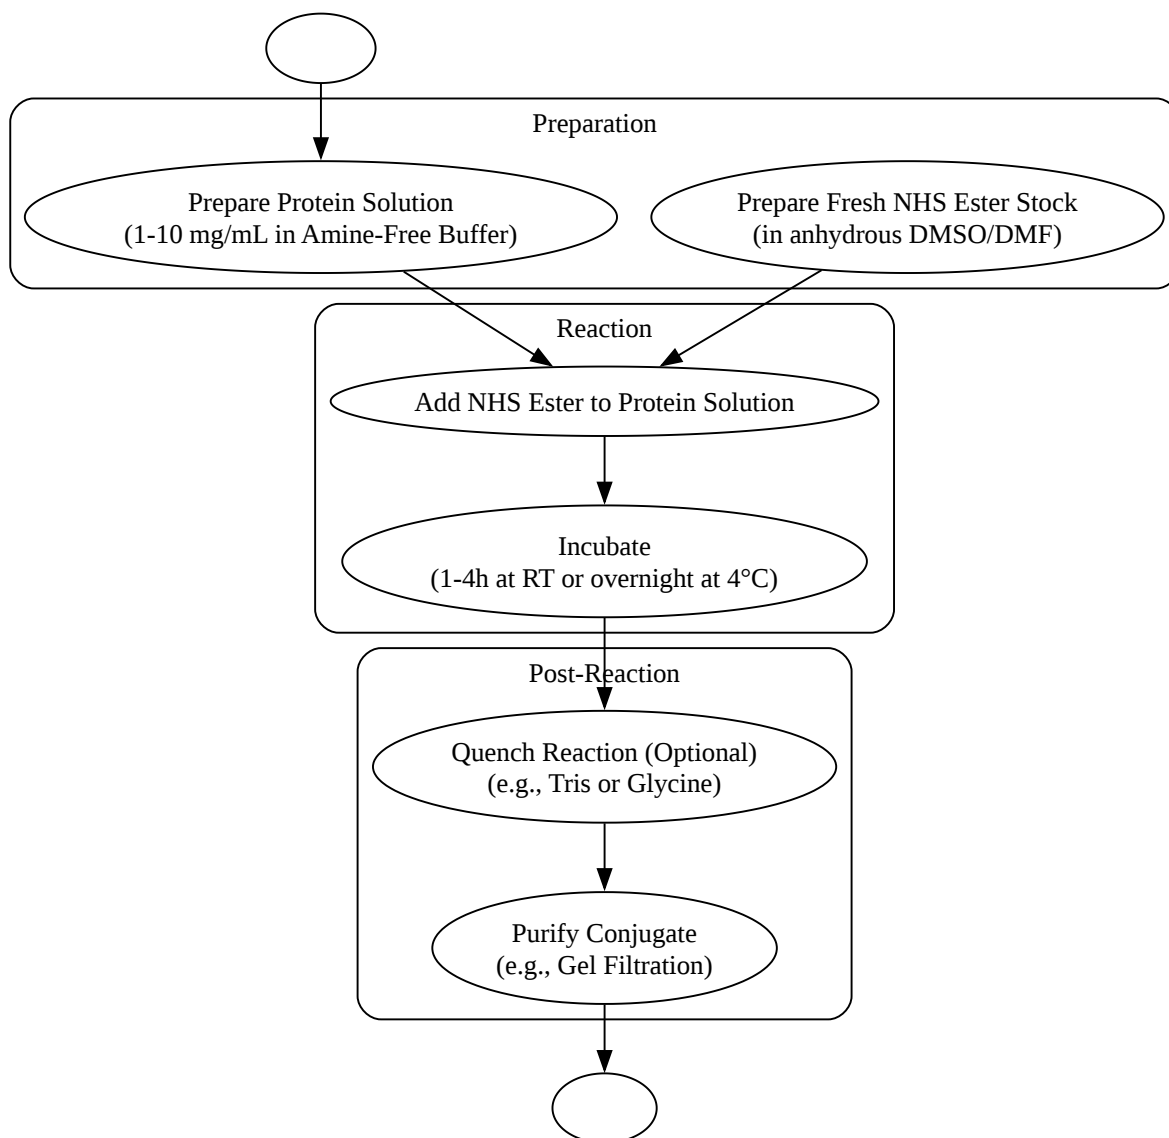 Preparation
Prepare Protein Solution
(1-10 mg/mL in Amine-Free Buffer)
Prepare Fresh NHS Ester Stock
(in anhydrous DMSO/DMF)
Reaction
Add NHS Ester to Protein Solution
Incubate
(1-4h at RT or overnight at 4°C)
Post-Reaction
Quench Reaction (Optional)
(e.g., Tris or Glycine)
Purify Conjugate
(e.g., Gel Filtration)